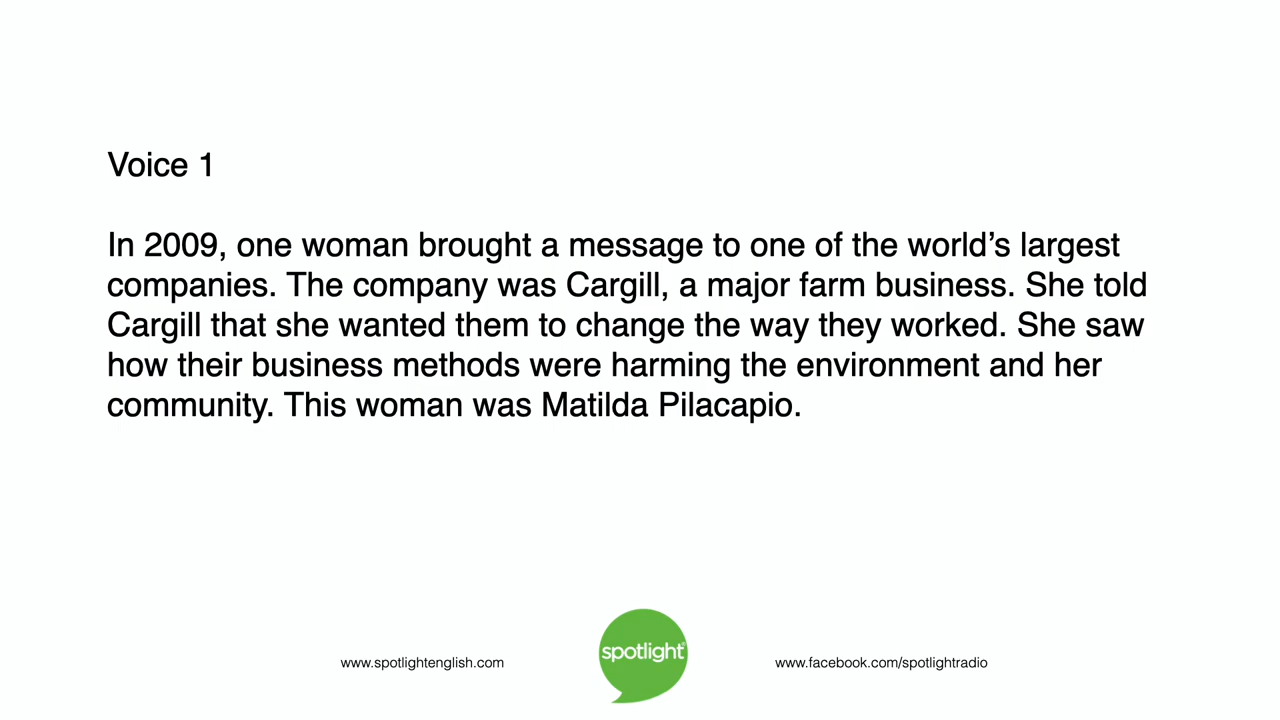 Voice 1
In 2009, one woman brought a message to one of the world’s largest
companies. The company was Cargill, a major farm business. She told
Cargill that she wanted them to change the way they worked. She saw
how their business methods were harming the environment and her
community. This woman was Matilda Pilacapio.
www.spotlightenglish.com
spotlight®
www.facebook.com/spotlightradio